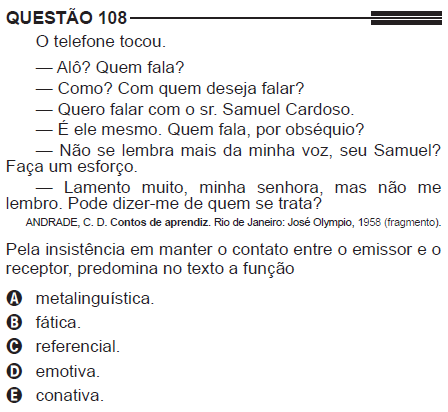 QUESTÃO 108
O telefone tocou.
— Alô? Quem fala?
— Como? Com quem deseja falar?
— Quero falar com o sr. Samuel Cardoso.
— É ele mesmo. Quem fala, por obséquio?
— Não se lembra mais da minha voz, seu Samuel?
Faça um esforço.
— Lamento muito, minha senhora, mas não me
lembro. Pode dizer-me de quem se trata?
ANDRADE, C. D. Contos de aprendiz. Rio de Janeiro: José Olympio, 1958 (fragmento).
Pela insistência em manter o contato entre o emissor e o
receptor, predomina no texto a função
A metalinguística.
B fática.
C referencial.
D emotiva.
E conativa.